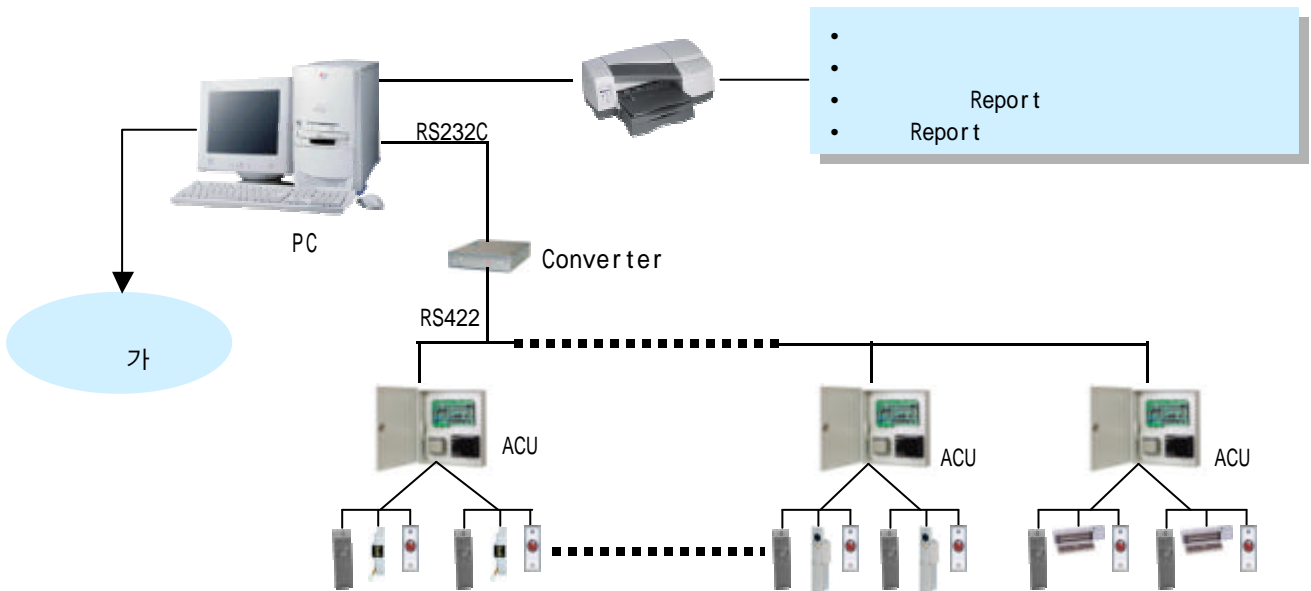 •
•
• Report
• Report
RS232C
PC
Converter
RS422
가
ACU
ACU
ACU